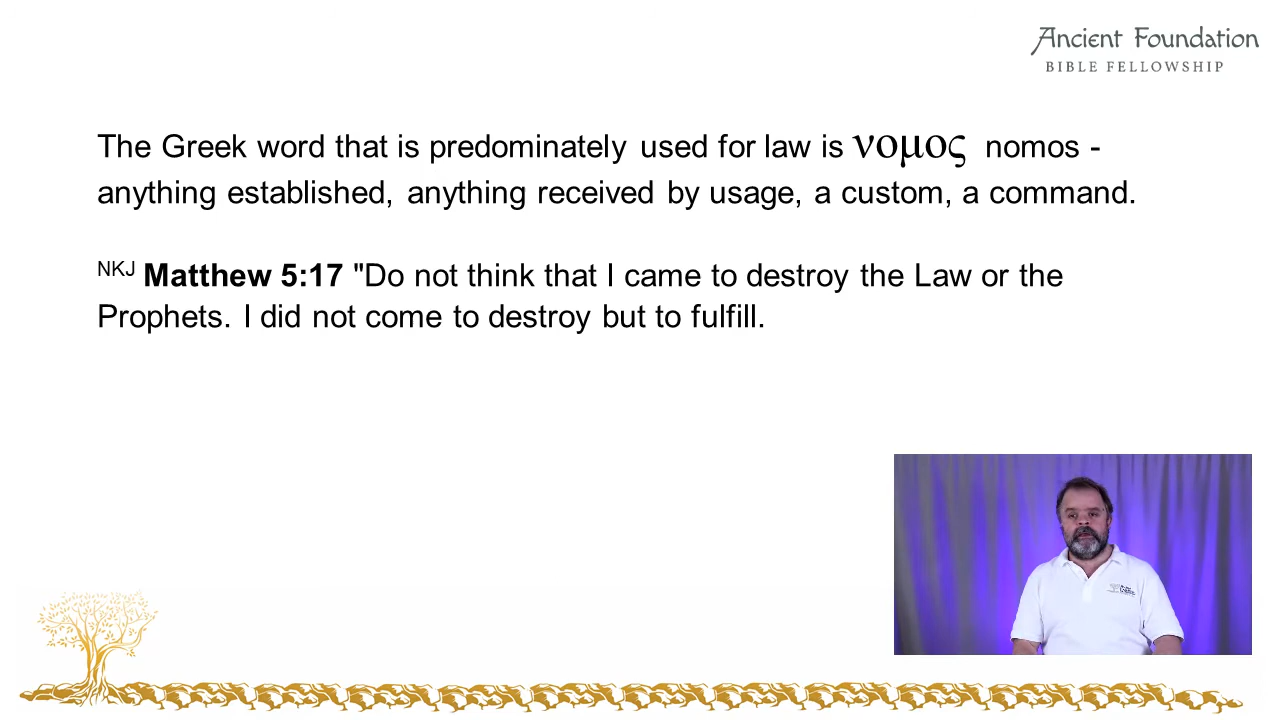 Ancient Foundation
BIBLE FELLOWSHIP
The Greek word that is predominately used for law is νομος nomos -
anything established, anything received by usage, a custom, a command.
NKJ Matthew 5:17 "Do not think that I came to destroy the Law or the
Prophets. I did not come to destroy but to fulfill.